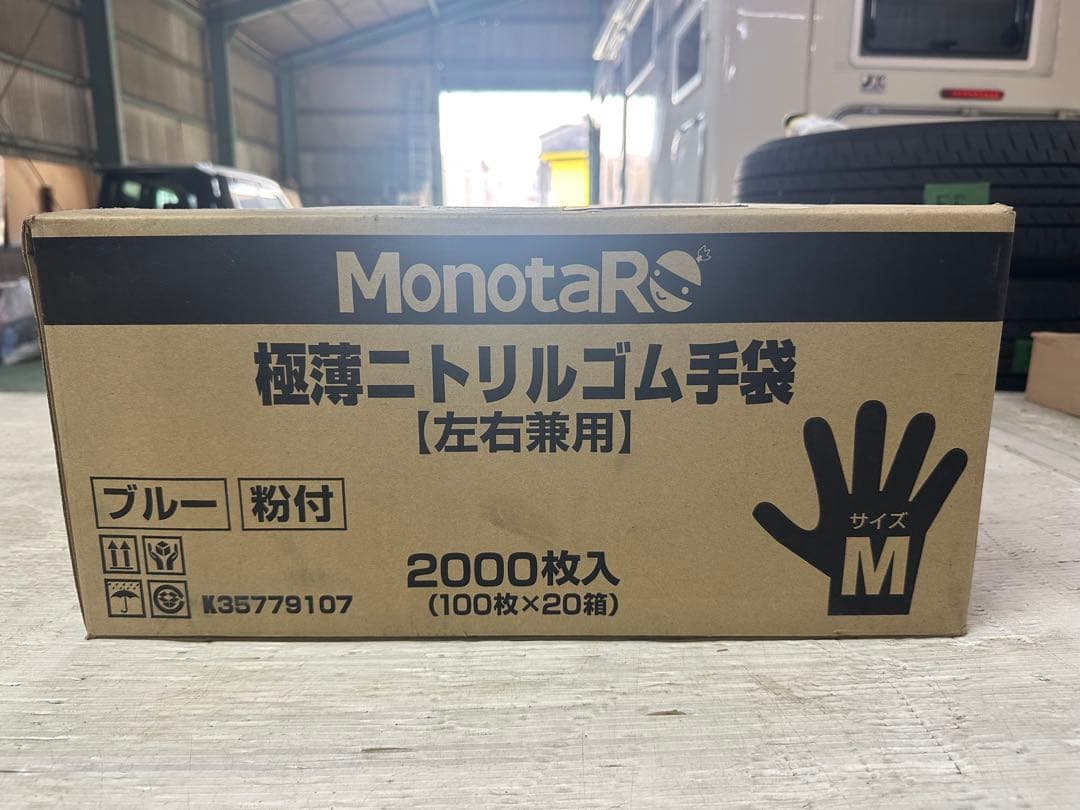 MonotaRO
極薄ニトリルゴム手袋
【左右兼用】
ブルー 粉付
サイズ
M
2000枚入
(100枚×20箱)
K35779107